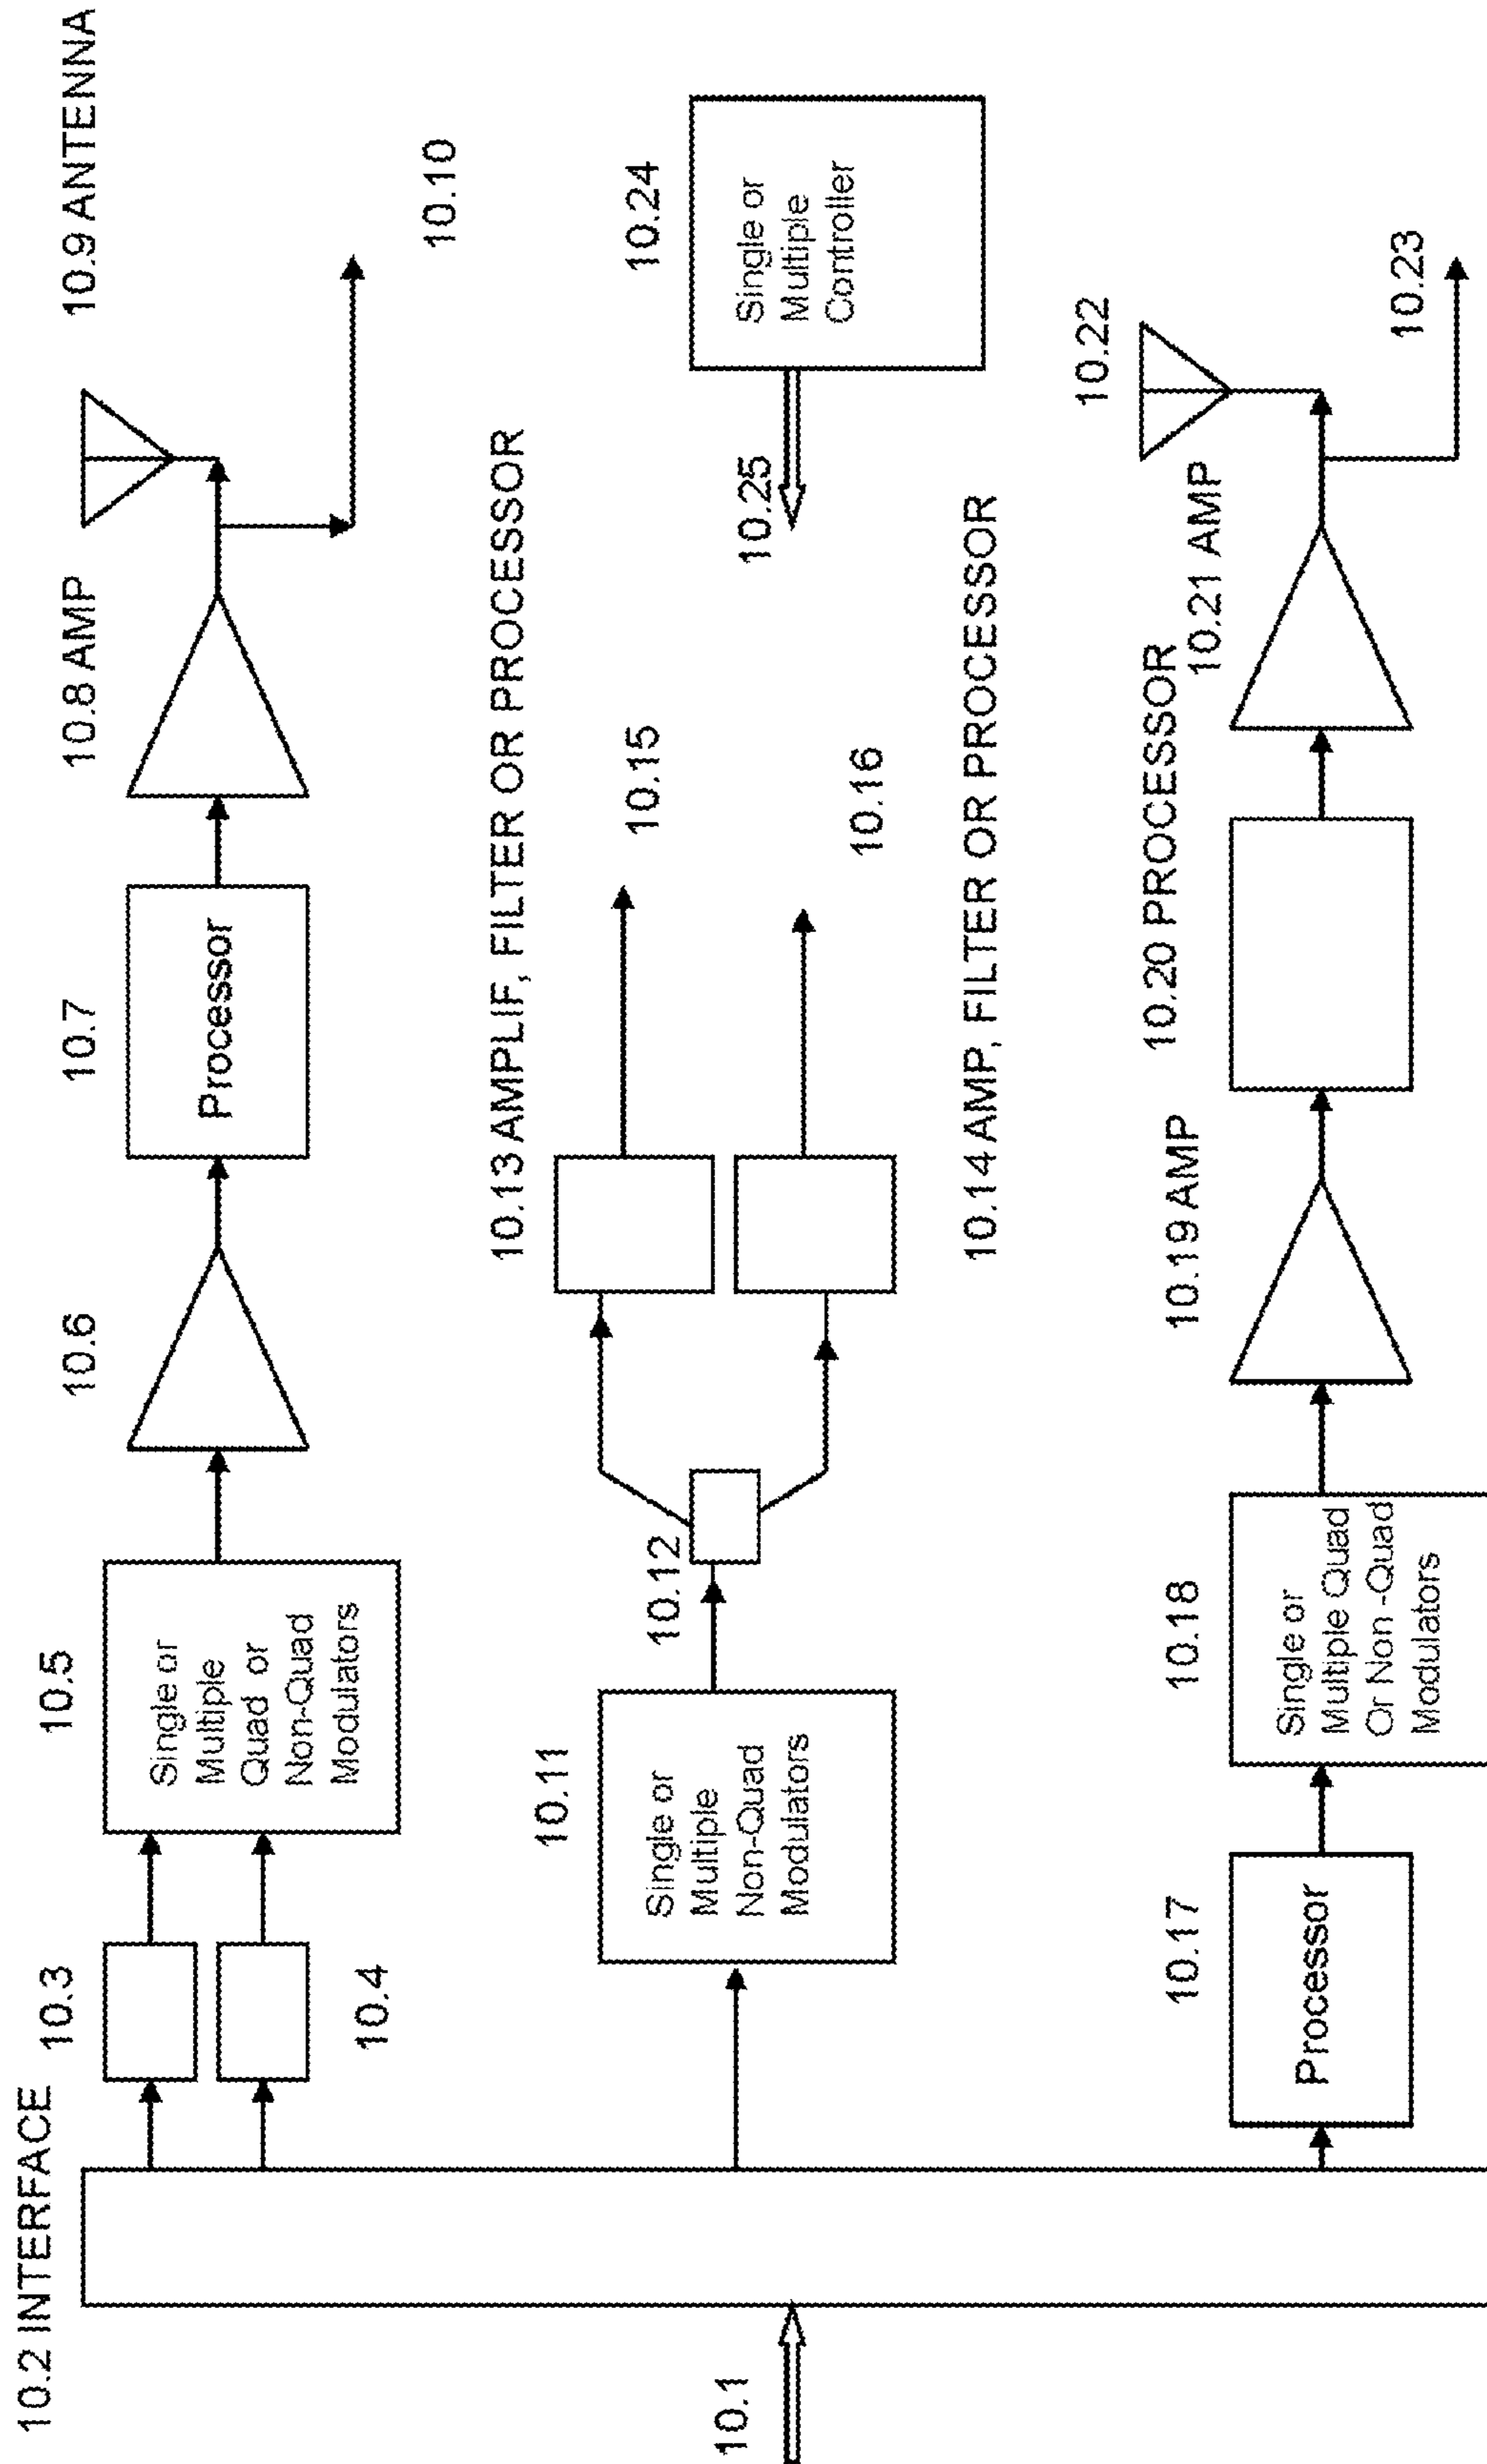 10.2 INTERFACE
10.3
10.5
10.6
10.7
10.8 AMP
10.9 ANTENNA
Single or
Multiple
Quad or
Non-Quad
Modulators
Processor
10.4
10.10
10.13 AMPLIF, FILTER OR PROCESSOR
10.11
Single or
Multiple
Non-Quad
Modulators
10.12
10.15
10.24
Single or
Multiple
Controller
10.1
10.25
10.16
10.14 AMP, FILTER OR PROCESSOR
10.22
10.17
10.18
10.19 AMP
10.20 PROCESSOR
10.21 AMP
Processor
Single or
Multiple Quad
Or Non -Quad
Modulators
10.23